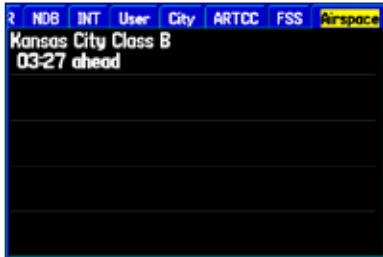 R NDB INT User City ARTCC FSS Airspace
Kansas City Class B
03:27 ahead